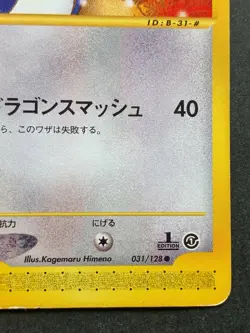 ID:B-31-#
ドラゴンスマッシュ 40
ら、このワザは失敗する。
抗力 にげる
1 EDITION
031/128 ●
Illus.Kagemaru Himeno